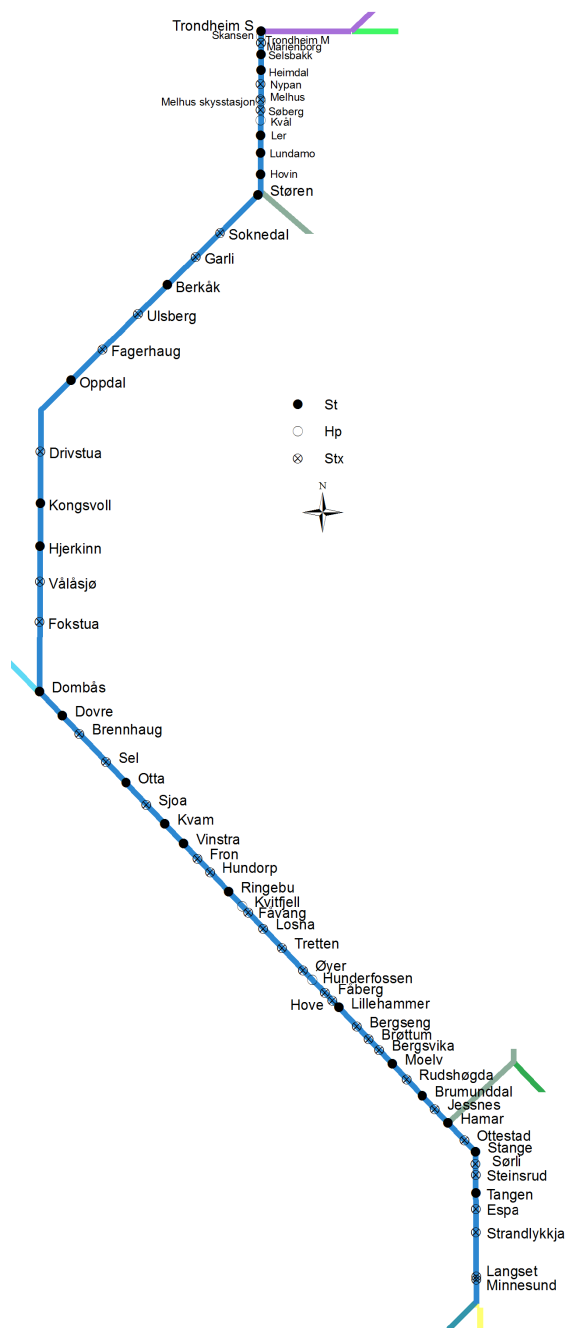 Trondheim S
Skansen
Trondheim M
Marienborg
Selsbakk
Heimdal
Nypan
Melhus
Melhus skysstasjon
Søberg
Kvål
Ler
Lundamo
Hovin
Støren
Soknedal
Garli
Berkåk
Ulsberg
Fagerhaug
Oppdal
St
Hp
Stx
N
Drivstua
Kongsvoll
Hjerkinn
Vålåsjø
Fokstua
Dombås
Dovre
Brennhaug
Sel
Otta
Sjoa
Kvam
Vinstra
Fron
Hundorp
Ringebu
Kvitfjell
Fåvang
Losna
Tretten
Øyer
Hunderfossen
Fåberg
Hove
Lillehammer
Bergseng
Brøttum
Bergsvika
Moelv
Rudshøgda
Brumunddal
Jessnes
Hamar
Ottestad
Stange
Sørli
Steinsrud
Tangen
Espa
Strandlykkja
Langset
Minnesund